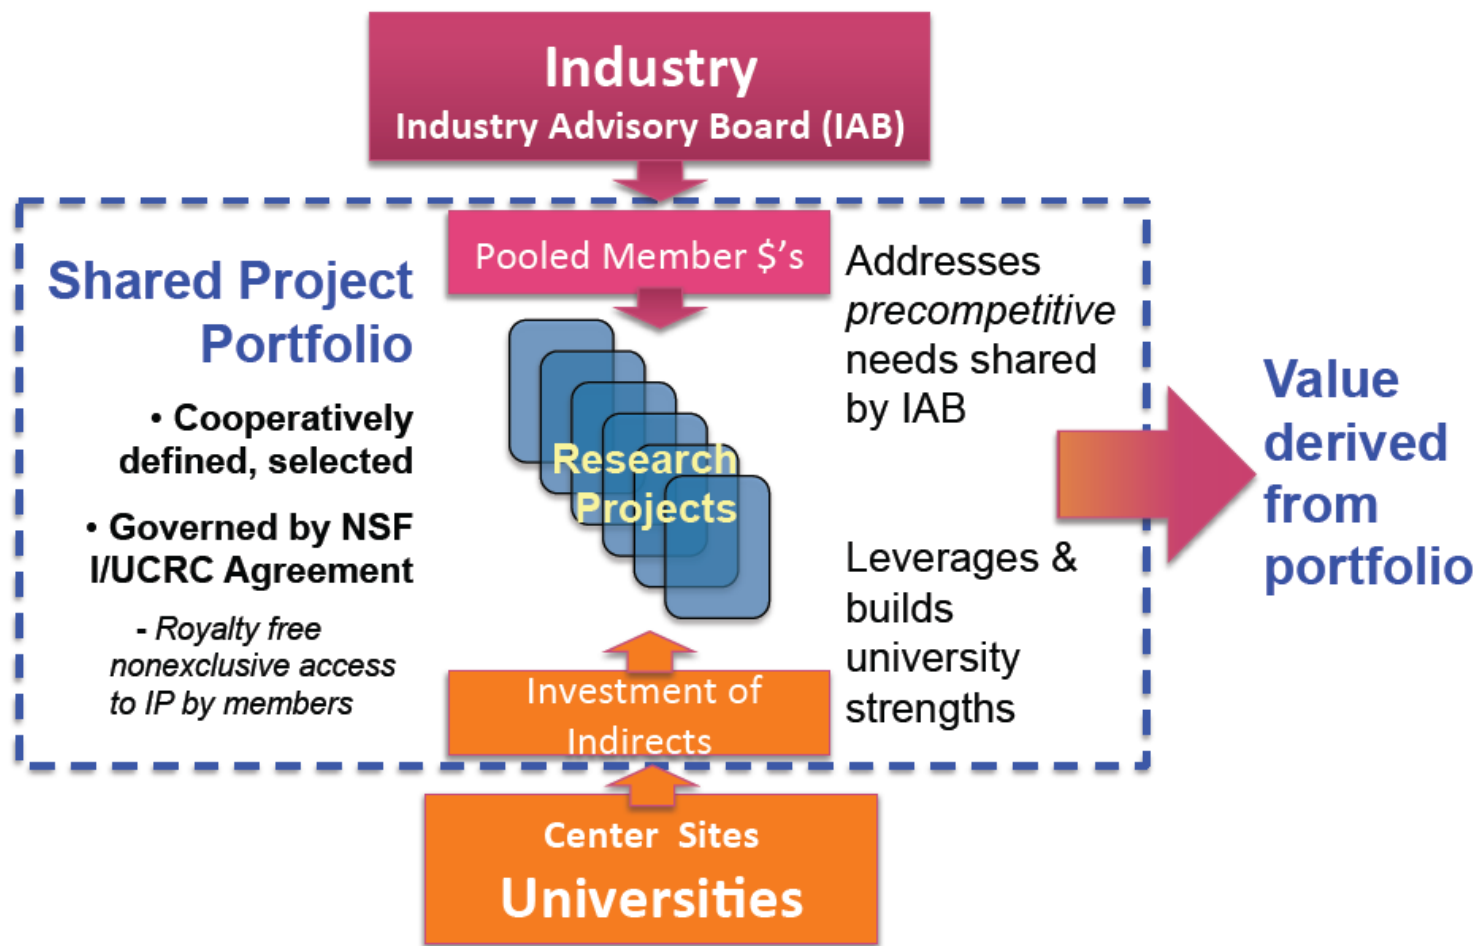 Industry
Industry Advisory Board (IAB)
Pooled Member $'s
Shared Project
Portfolio
• Cooperatively
defined, selected
• Governed by NSF
I/UCRC Agreement
- Royalty free
nonexclusive access
to IP by members
Research
Projects
Addresses
precompetitive
needs shared
by IAB
Leverages &
builds
university
strengths
Value
derived
from
portfolio
Investment of
Indirects
Center Sites
Universities